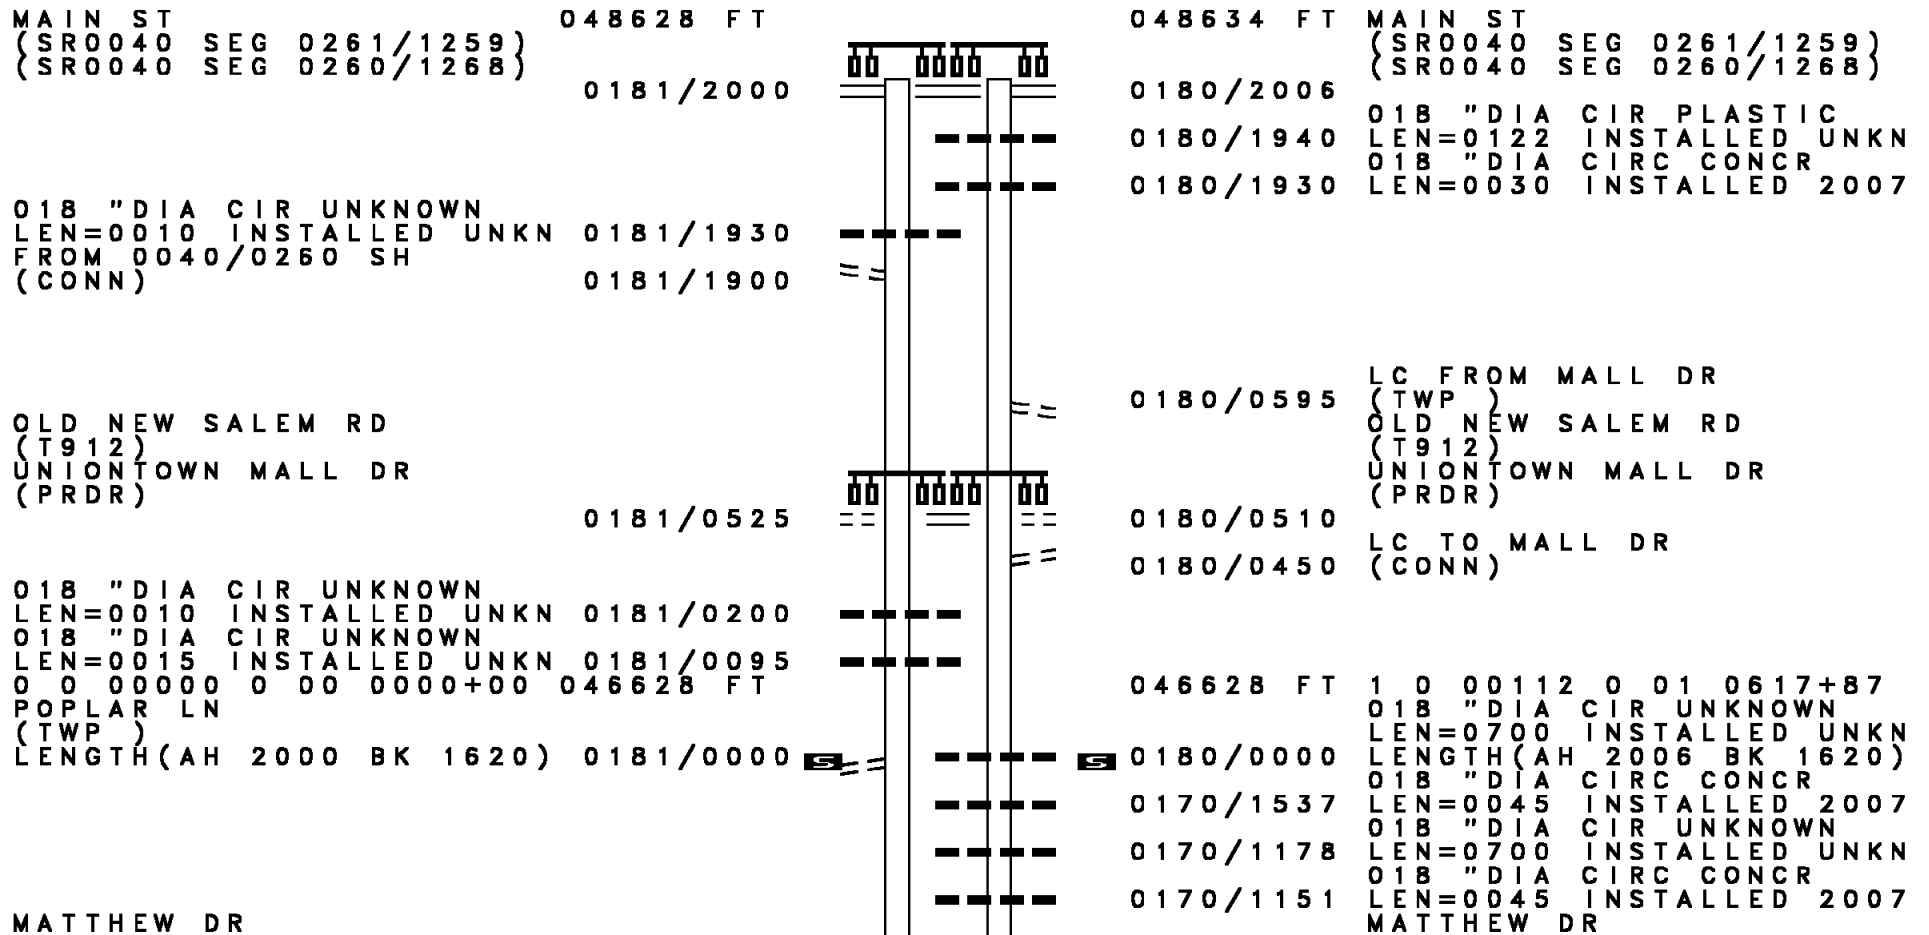 MAIN ST 048628 FT 048634 FT MAIN ST
(SR0040 SEG 0261/1259) (SR0040 SEG 0261/1259)
(SR0040 SEG 0260/1268) (SR0040 SEG 0260/1268)
0181/2000 0180/2006
018 "DIA CIR PLASTIC
0180/1940 LEN=0122 INSTALLED UNKN
018 "DIA CIRC CONCR
0180/1930 LEN=0030 INSTALLED 2007
018 "DIA CIR UNKNOWN
LEN=0010 INSTALLED UNKN 0181/1930
FROM 0040/0260 SH
(CONN) 0181/1900
LC FROM MALL DR
0180/0595 (TWP )
OLD NEW SALEM RD OLD NEW SALEM RD
(T912) (T912)
UNIONTOWN MALL DR UNIONTOWN MALL DR
(PRDR) (PRDR)
0181/0525 0180/0510
LC TO MALL DR
0180/0450 (CONN)
018 "DIA CIR UNKNOWN
LEN=0010 INSTALLED UNKN 0181/0200
018 "DIA CIR UNKNOWN
LEN=0015 INSTALLED UNKN 0181/0095
0 0 00000 0 00 0000+00 046628 FT 046628 FT 1 0 00112 0 01 0617+87
POPLAR LN 018 "DIA CIR UNKNOWN
(TWP ) LEN=0700 INSTALLED UNKN
LENGTH(AH 2000 BK 1620) 0181/0000 S S 0180/0000 LENGTH(AH 2006 BK 1620)
018 "DIA CIRC CONCR
0170/1537 LEN=0045 INSTALLED 2007
018 "DIA CIR UNKNOWN
0170/1178 LEN=0700 INSTALLED UNKN
018 "DIA CIRC CONCR
0170/1151 LEN=0045 INSTALLED 2007
MATTHEW DR MATTHEW DR